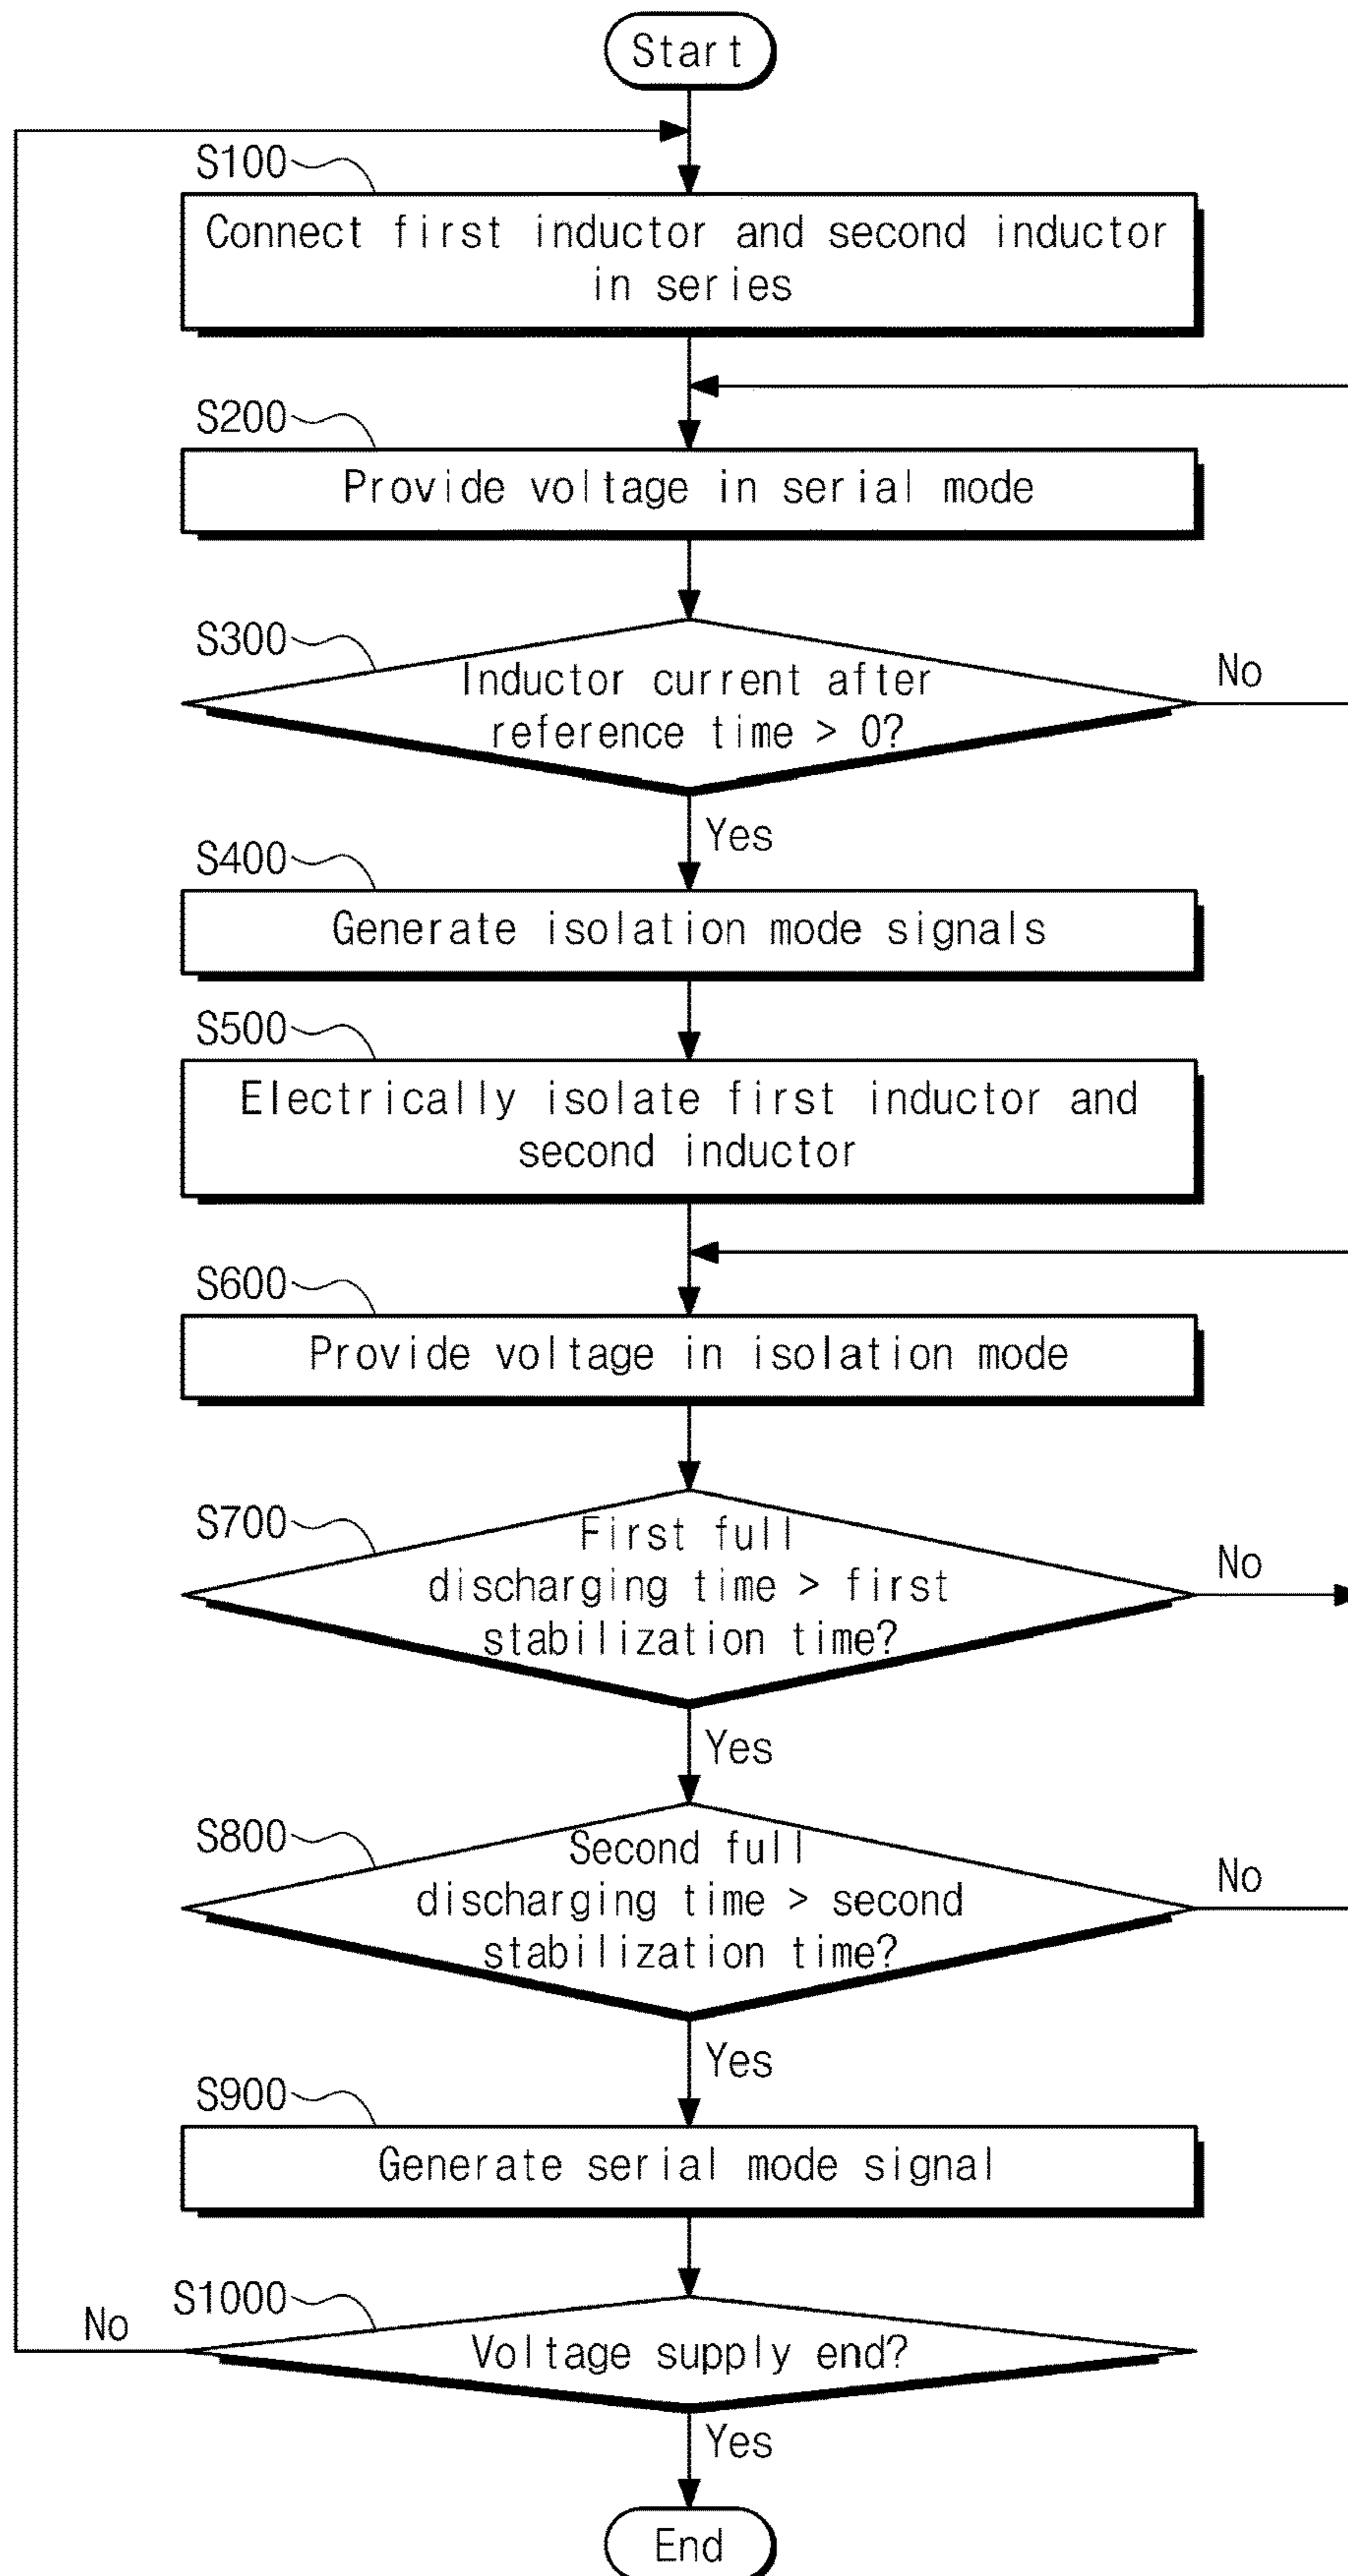 Start
S100
Connect first inductor and second inductor
in series
S200
Provide voltage in serial mode
S300
Inductor current after
reference time > 0?
No
Yes
S400
Generate isolation mode signals
S500
Electrically isolate first inductor and
second inductor
S600
Provide voltage in isolation mode
S700
First full
discharging time > first
stabilization time?
No
Yes
S800
Second full
discharging time > second
stabilization time?
No
Yes
S900
Generate serial mode signal
S1000
No
Voltage supply end?
Yes
End